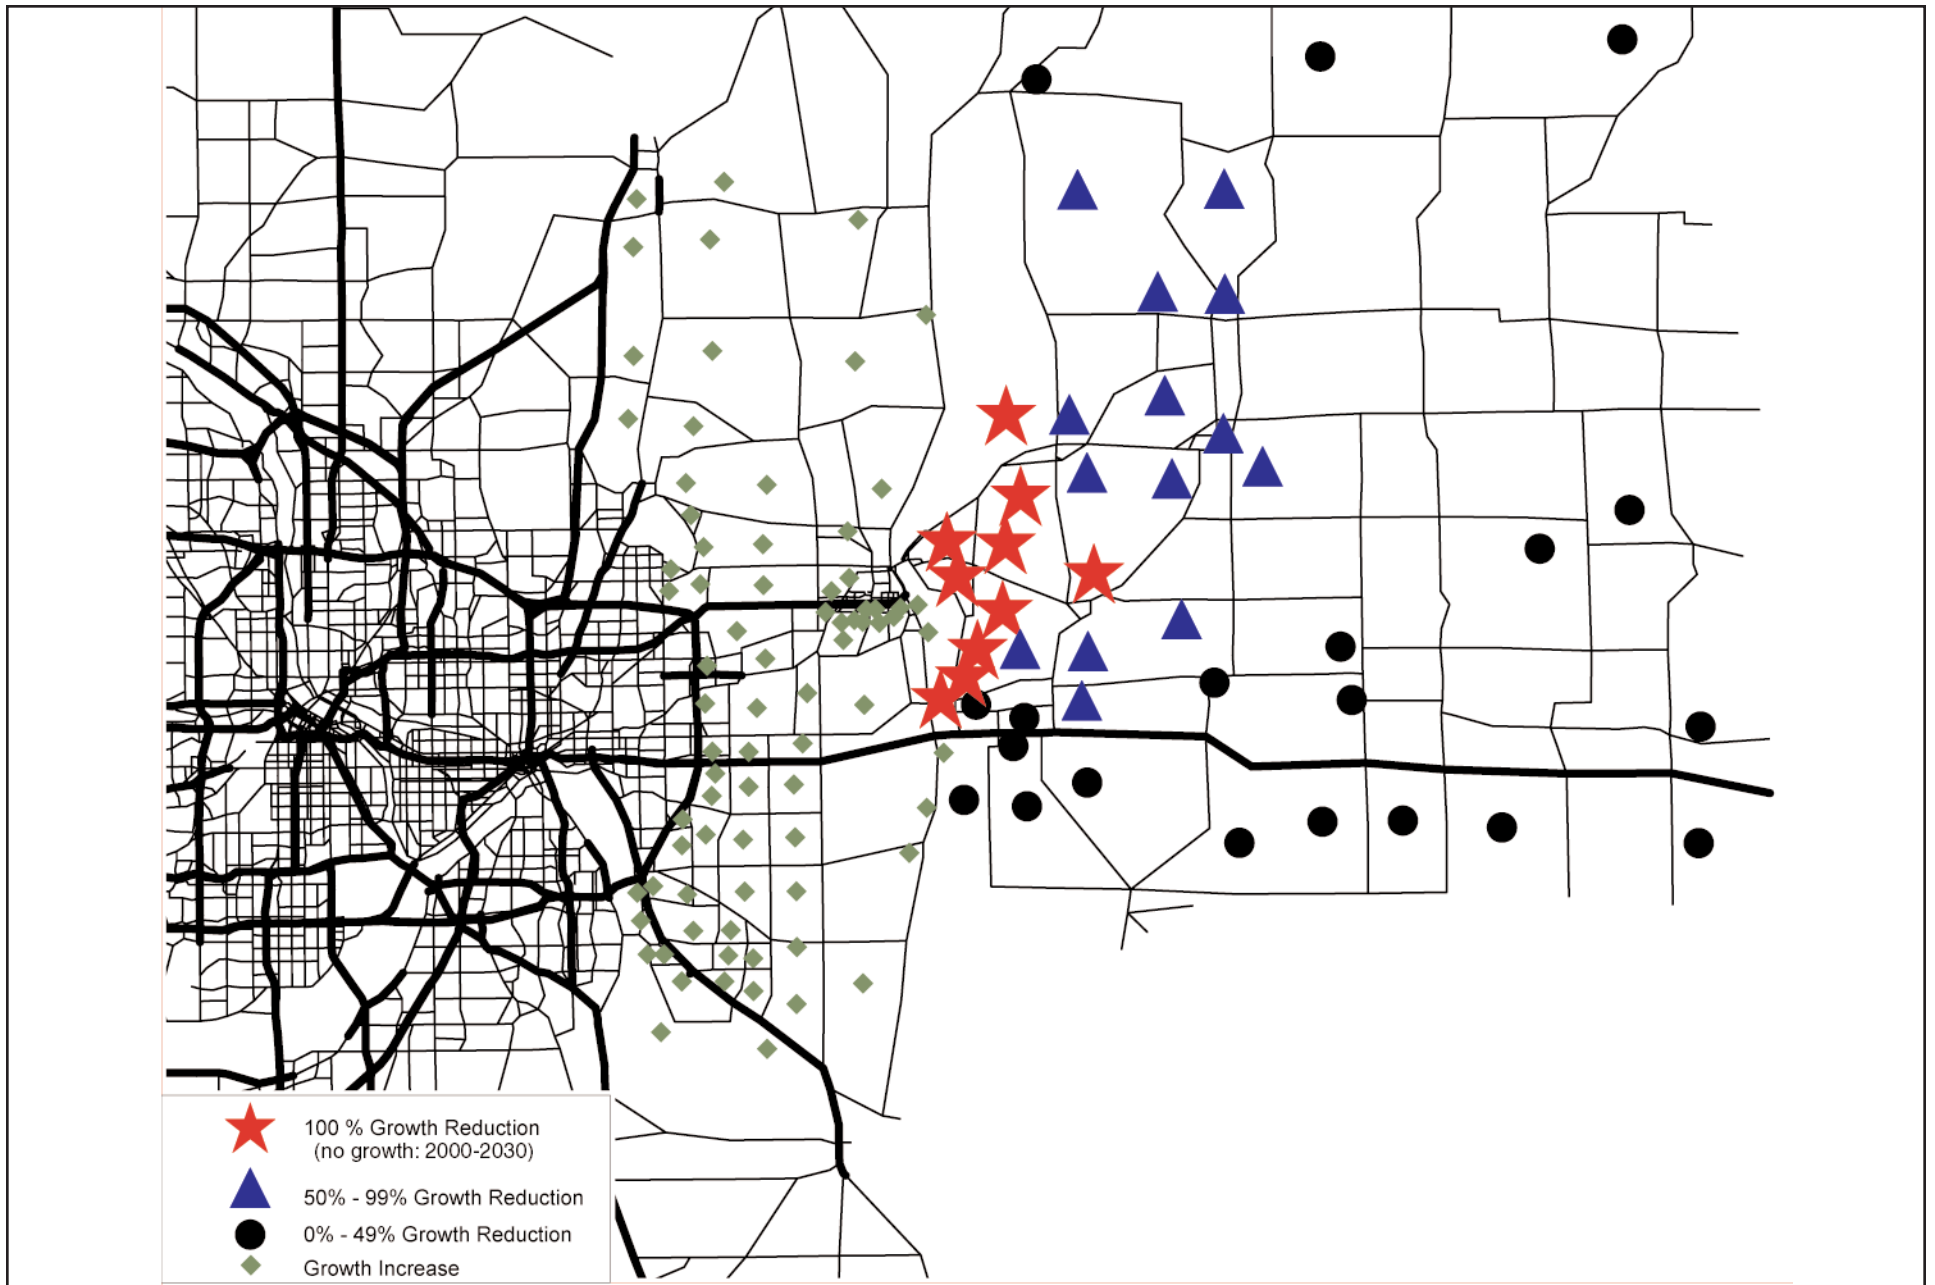 100 % Growth Reduction
(no growth: 2000-2030)
50% - 99% Growth Reduction
0% - 49% Growth Reduction
Growth Increase